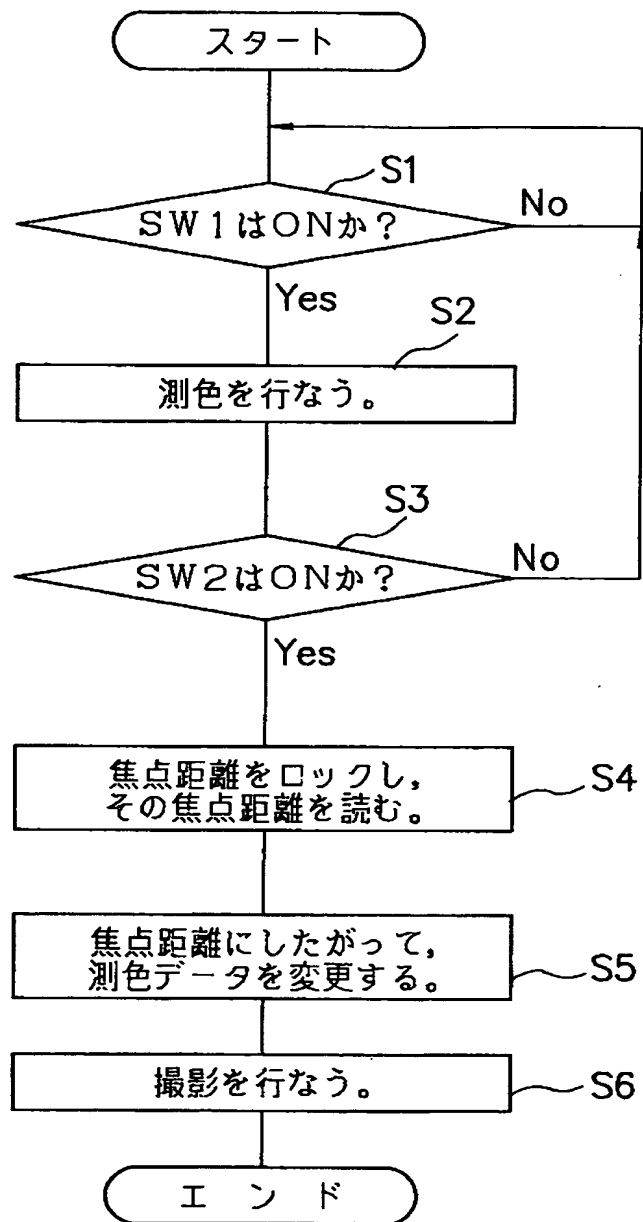 スタート
S1
SW1はONか?
No
Yes
S2
測色を行なう。
S3
SW2はONか?
No
Yes
焦点距離をロックし,
その焦点距離を読む。
S4
焦点距離にしたがって,
測色データを変更する。
S5
撮影を行なう。
S6
エンド